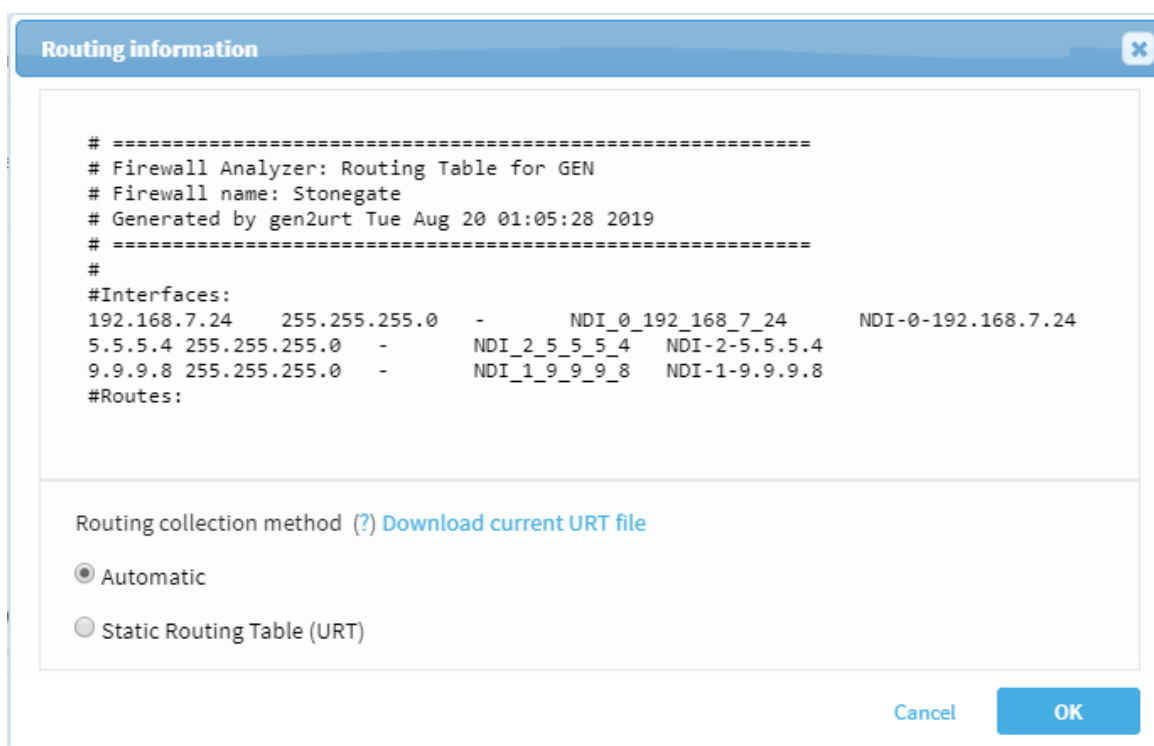 Routing information
# ==========================================================
# Firewall Analyzer: Routing Table for GEN
# Firewall name: Stonegate
# Generated by gen2urt Tue Aug 20 01:05:28 2019
# ==========================================================
#
#Interfaces:
192.168.7.24    255.255.255.0   -       NDI_0_192_168_7_24      NDI-0-192.168.7.24
5.5.5.4 255.255.255.0   -       NDI_2_5_5_5_4   NDI-2-5.5.5.4
9.9.9.8 255.255.255.0   -       NDI_1_9_9_9_8   NDI-1-9.9.9.8
#Routes:
Routing collection method (?) Download current URT file
Automatic
Static Routing Table (URT)
Cancel OK